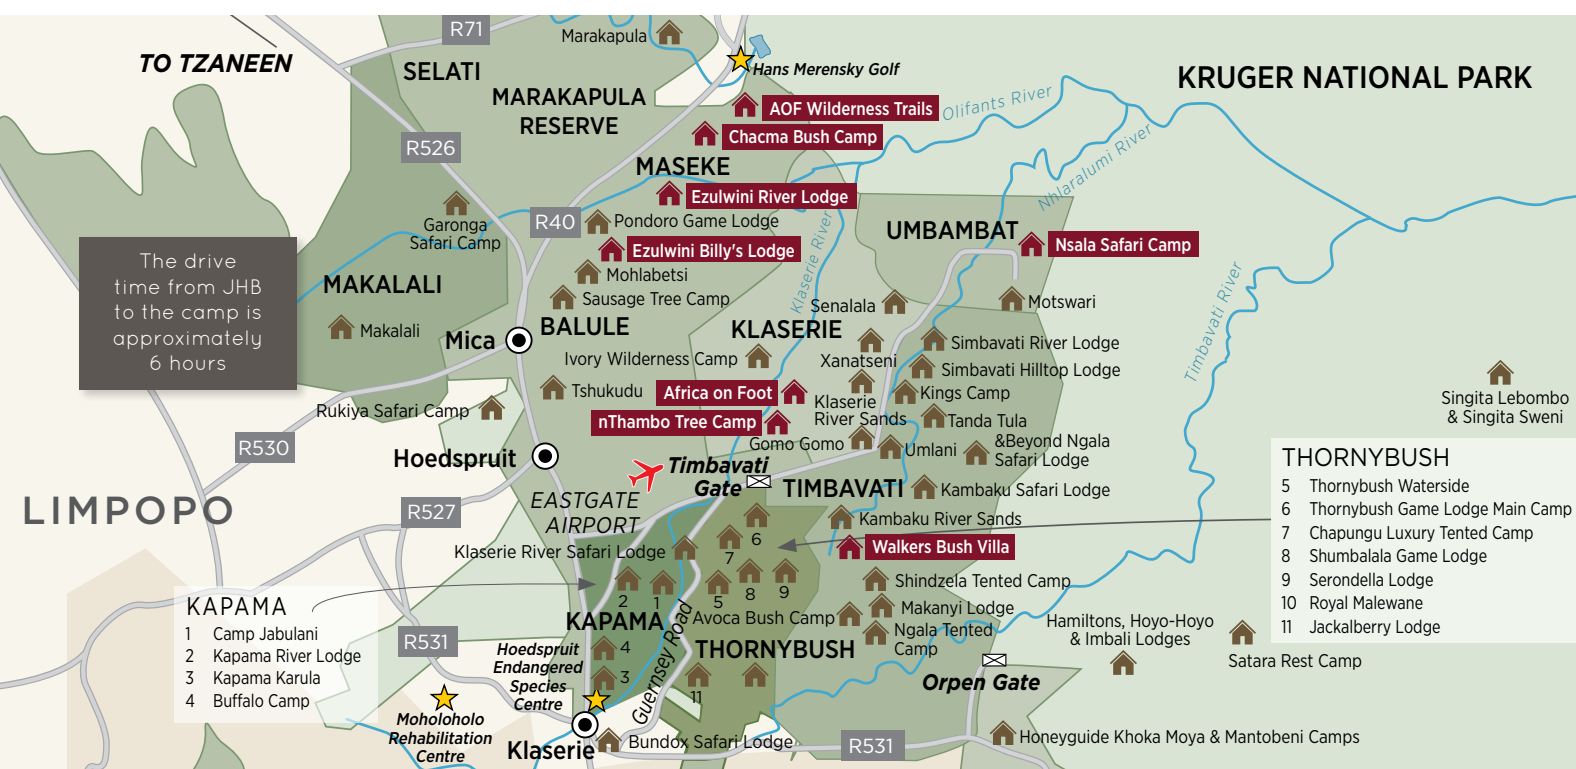 R71
Marakapula
TO TZANEEN
SELATI
Hans Merensky Golf
KRUGER NATIONAL PARK
MARAKAPULA
RESERVE
AOF Wilderness Trails
Olifants River
Chacma Bush Camp
R526
MASEKE
Nhlaralumi River
Ezulwini River Lodge
Garonga
Safari Camp
R40
Pondoro Game Lodge
UMBAMBAT
Nsala Safari Camp
Ezulwini Billy's Lodge
Klaserie River
The drive
time from JHB
to the camp is
approximately
6 hours
MAKALALI
Mohlabetsi
Sausage Tree Camp
Senalala
Motswari
Timbavati River
Makalali
Mica
BALULE
KLASERIE
Simbavati River Lodge
Ivory Wilderness Camp
Xanatseni
Simbavati Hilltop Lodge
Tshukudu
Africa on Foot
Kings Camp
Singita Lebombo
& Singita Sweni
Rukiya Safari Camp
Klaserie
River Sands
nThambo Tree Camp
Tanda Tula
R530
Gomo Gomo
Umlani
&Beyond Ngala
Safari Lodge
Hoedspruit
Timbavati
Gate
TIMBAVATI
Kambaku Safari Lodge
LIMPOPO
EASTGATE
AIRPORT
R527
Kambaku River Sands
THORNYBUSH
5 Thornybush Waterside
6 Thornybush Game Lodge Main Camp
7 Chapungu Luxury Tented Camp
8 Shumbalala Game Lodge
9 Serondella Lodge
10 Royal Malewane
11 Jackalberry Lodge
Klaserie River Safari Lodge
6
7
Walkers Bush Villa
Shindzela Tented Camp
2
1
5
8
9
KAPAMA
1 Camp Jabulani
2 Kapama River Lodge
3 Kapama Karula
4 Buffalo Camp
KAPAMA
Avoca Bush Camp
Makanyi Lodge
Ngala Tented
Camp
Hamiltons, Hoyo-Hoyo
& Imbali Lodges
R531
Hoedspruit
Endangered
Species
Centre
4
3
Guernsey Road
THORNYBUSH
11
Orpen Gate
Satara Rest Camp
Moholoholo
Rehabilitation
Centre
Klaserie
Bundox Safari Lodge
R531
Honeyguide Khoka Moya & Mantobeni Camps